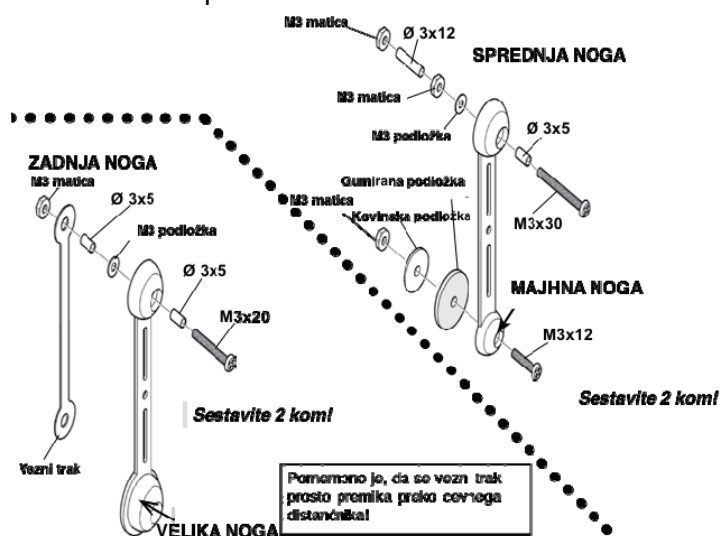 M3 matica
Ø 3x12
SPREDNJA NOGA
M3 matica
M3 podložka
Ø 3x5
M3x30
Gumirana podložka
M3 matica
Kovinska podložka
MAJHNA NOGA
M3x12
Sestavite 2 kom!
ZADNJA NOGA
M3 matica
Ø 3x5
M3 podložka
Ø 3x5
M3x20
Sestavite 2 kom!
Vezni trak
VELIKA NOGA
je, da se vezn trak
prosto premika preko cevnega
distančnika!